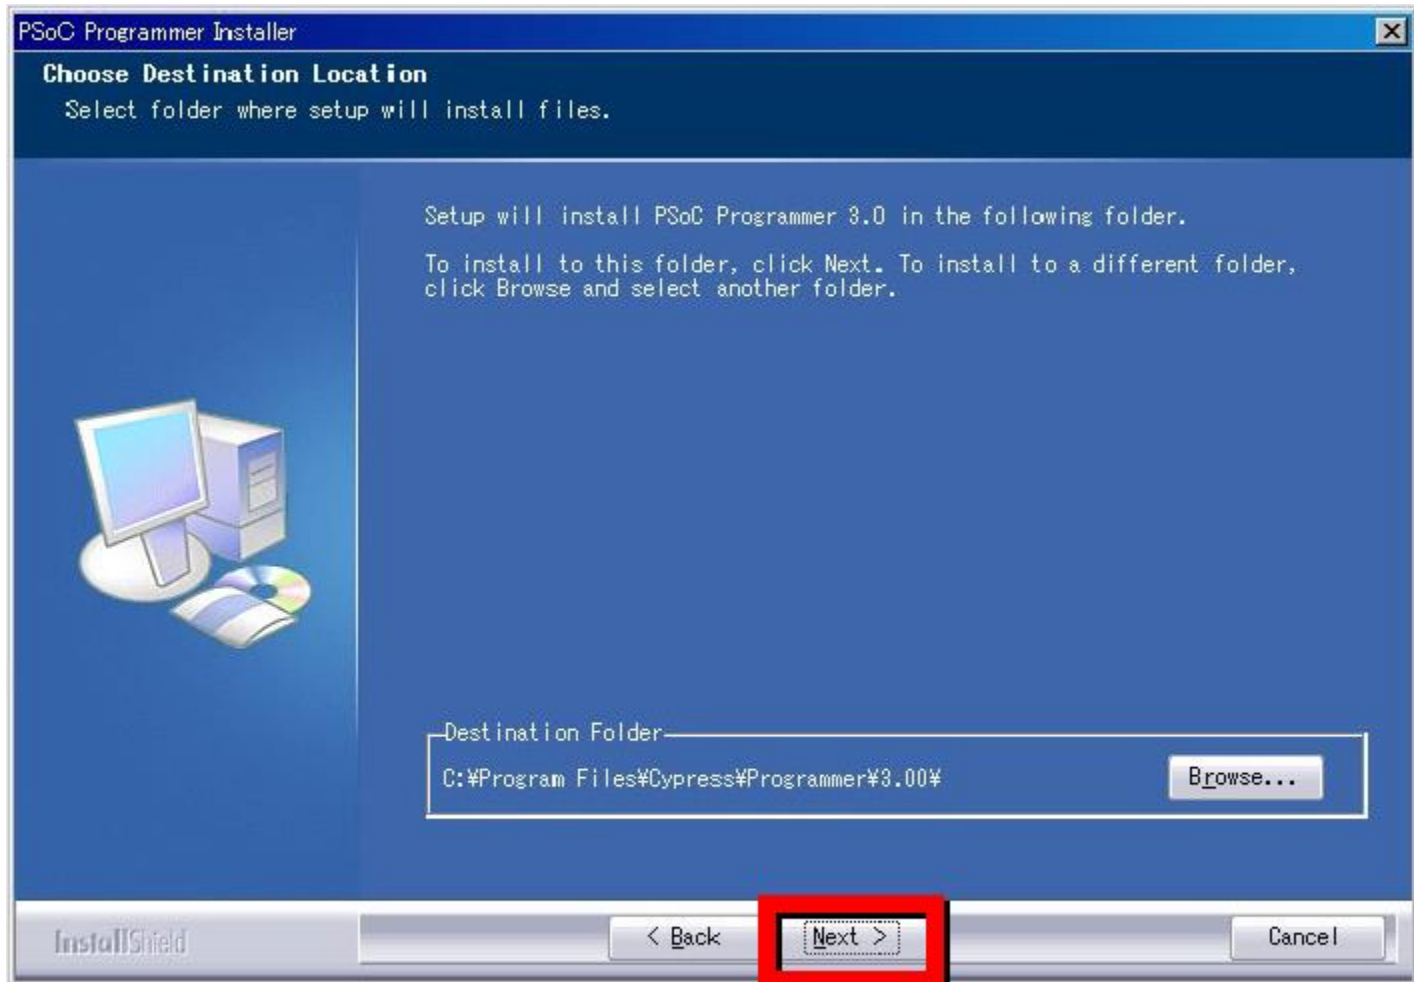 PSoC Programmer Installer
Choose Destination Location
Select folder where setup will install files.
Setup will install PSoC Programmer 3.0 in the following folder.
To install to this folder, click Next. To install to a different folder,
click Browse and select another folder.
Destination Folder
C:¥Program Files¥Cypress¥Programmer¥3.00¥
Browse...
InstallShield
< Back
Next >
Cancel